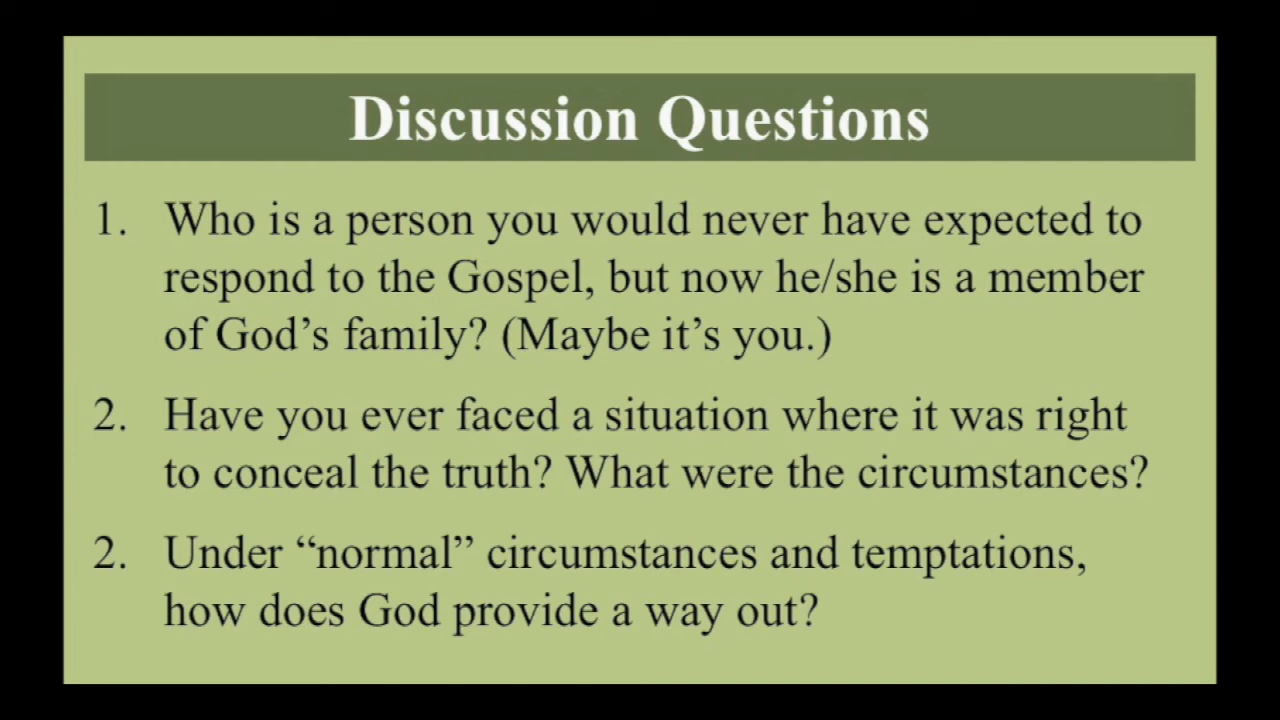 Discussion Questions
1. Who is a person you would never have expected to
respond to the Gospel, but now he/she is a member
of God’s family? (Maybe it’s you.)
2. Have you ever faced a situation where it was right
to conceal the truth? What were the circumstances?
2. Under “normal” circumstances and temptations,
how does God provide a way out?